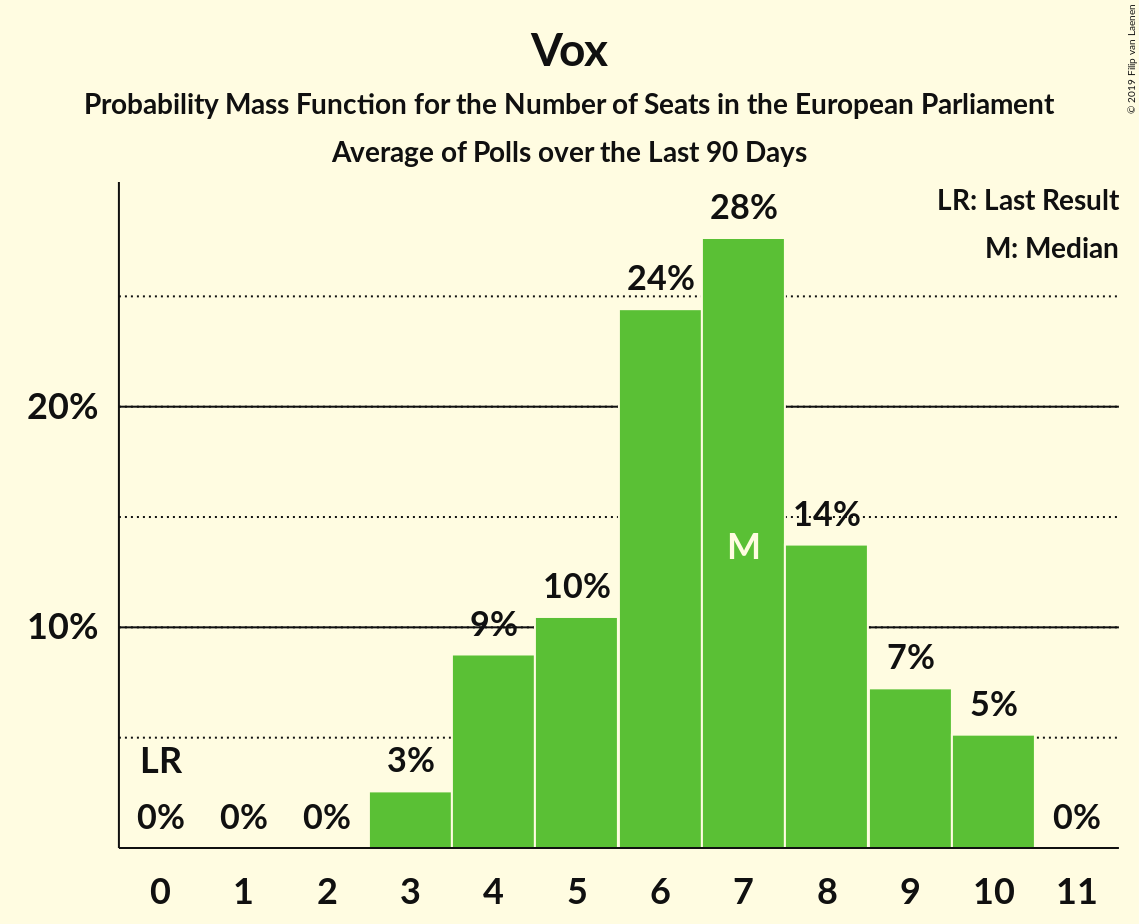 Vox
Probability Mass Function for the Number of Seats in the European Parliament
Average of Polls over the Last 90 Days
© 2019 Filip van Laenen
LR: Last Result
M: Median
28%
24%
20%
14%
M
10%
9%
10%
7%
5%
LR
3%
0% 0% 0% 0%
0 1 2 3 4 5 6 7 8 9 10 11